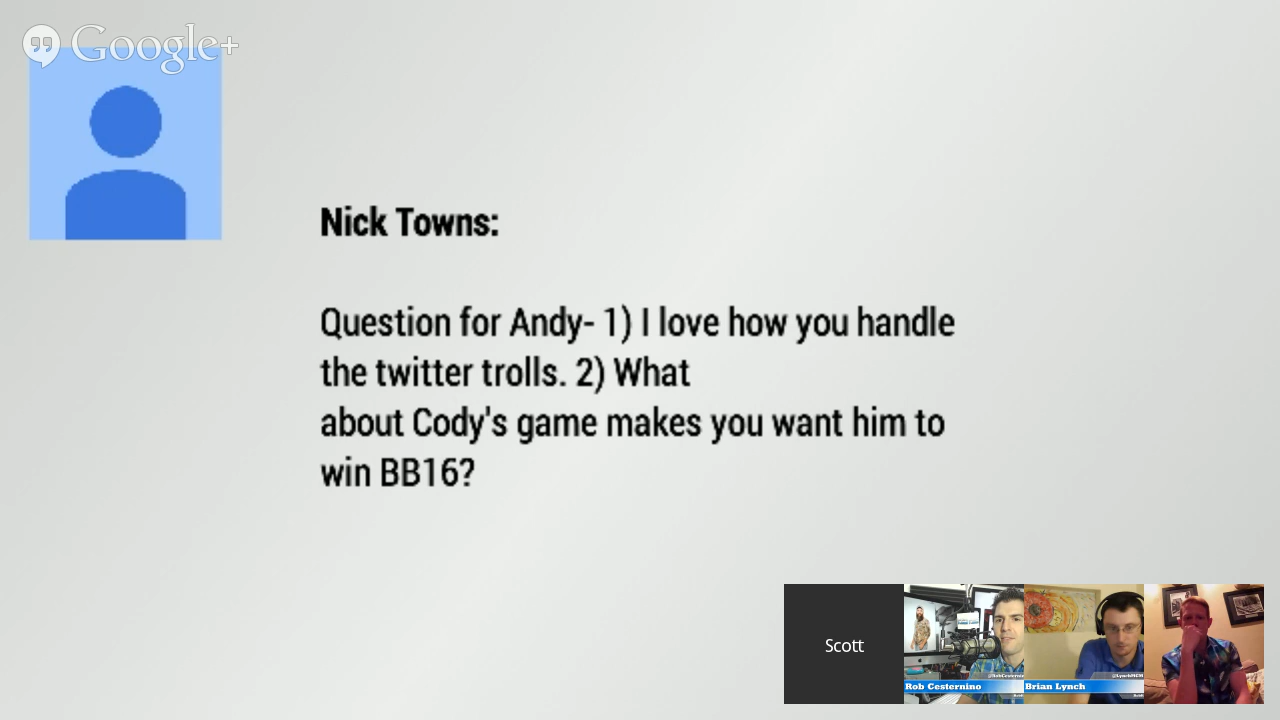 Google+
Nick Towns:
Question for Andy- 1) I love how you handle
the twitter trolls. 2) What
about Cody's game makes you want him to
win BB16?
Scott
Rob Cesternino
Brian Lynch